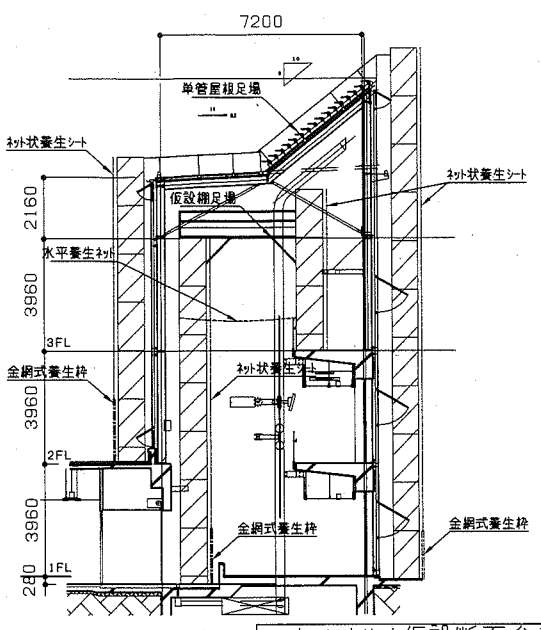 7200
単管屋根足場
ネット状養生シート
ネット状養生シート
仮設棚足場
2160
水平養生ネット
3960
3FL
金網式養生枠
ネット状養生シート
3960
2FL
3960
金網式養生枠
金網式養生枠
1FL
280